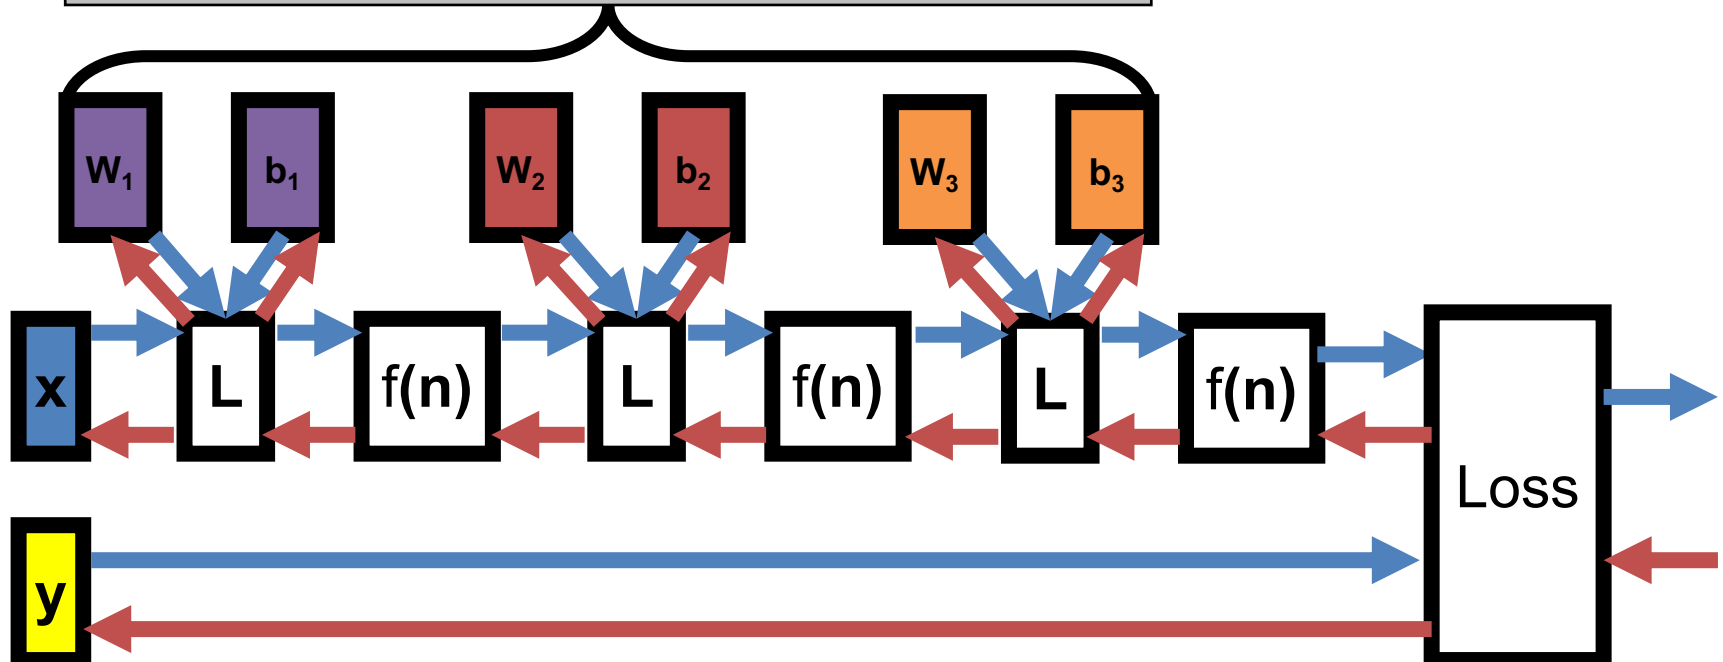 W₁ b₁ W₂ b₂ W₃ b₃
x L f(n) L f(n) L f(n)
Loss
y